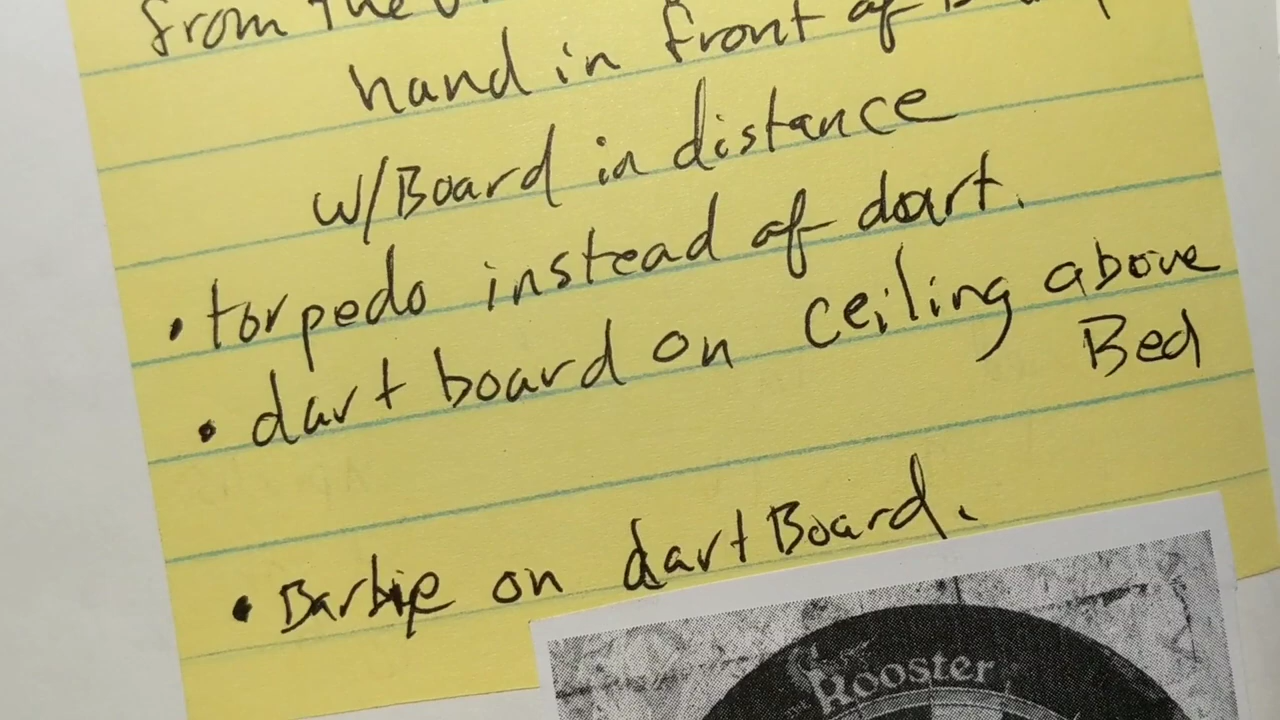 from the
hand in front of
w/Board in distance
• torpedo instead of dart.
• dart board on ceiling above
Bed
• Barbie on dart Board.
THE Rooster